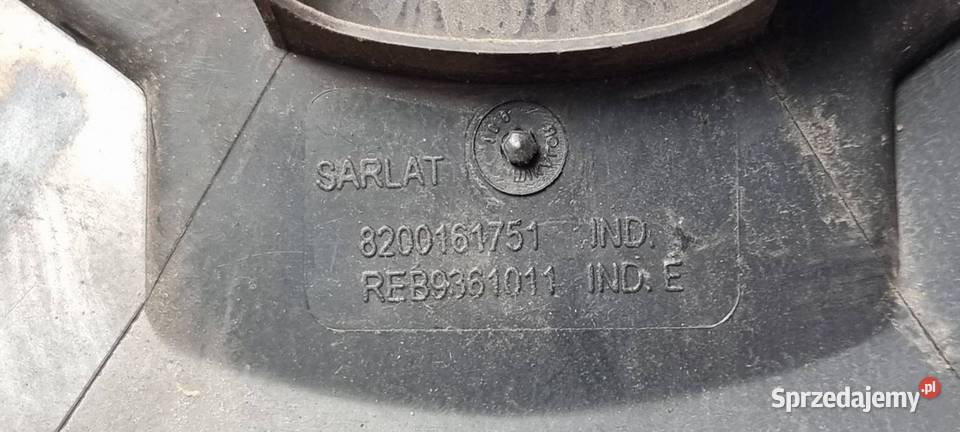 SARLAT
8200161751 IND.
REB9361011 IND. E
Sprzedajemy.pl